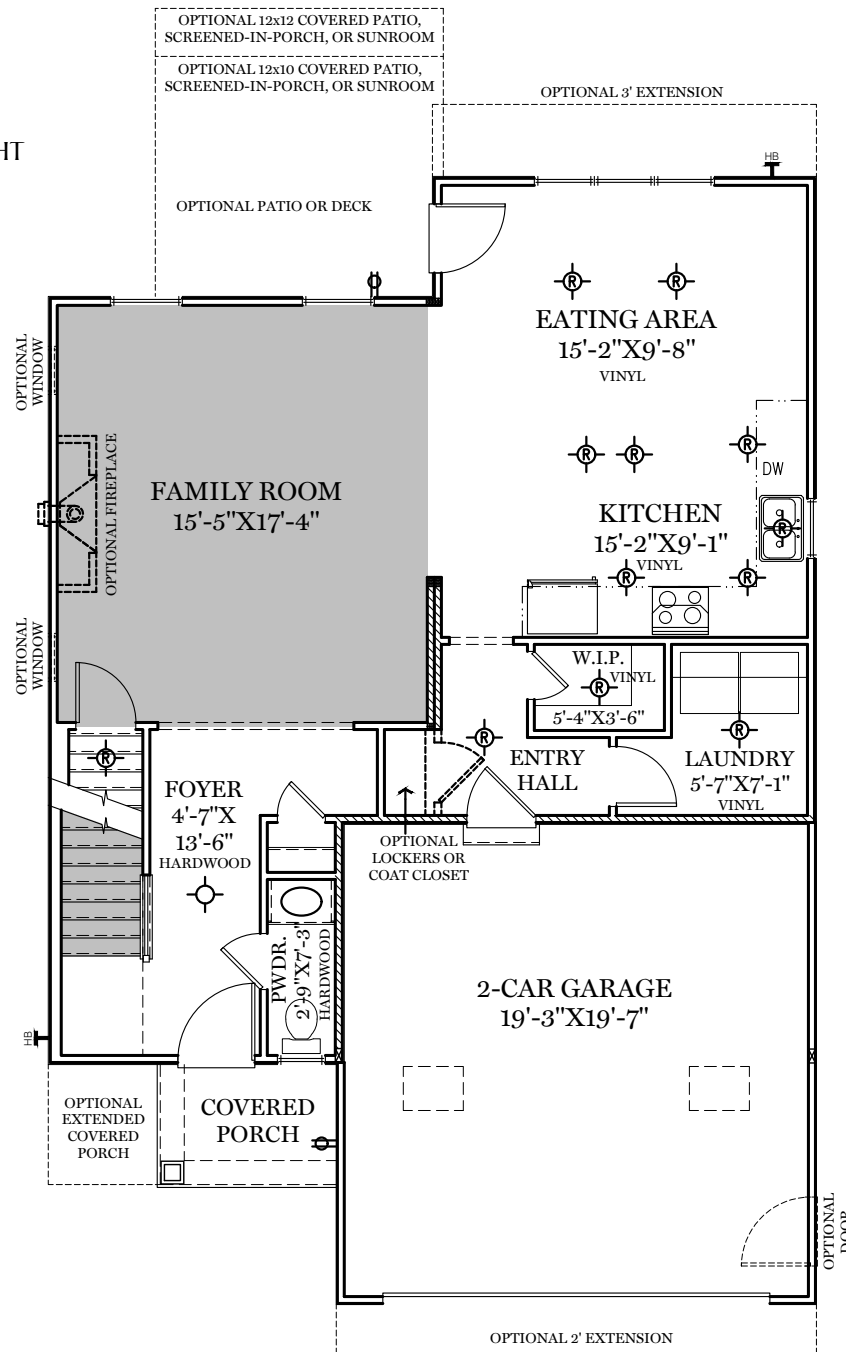 OPTIONAL 12x12 COVERED PATIO,
SCREENED-IN-PORCH, OR SUNROOM
OPTIONAL 12x10 COVERED PATIO,
SCREENED-IN-PORCH, OR SUNROOM
OPTIONAL 3' EXTENSION
HT
HB
OPTIONAL PATIO OR DECK
R
R
EATING AREA
15'-2"X9'-8"
VINYL
OPTIONAL
WINDOW
R
R
R
DW
OPTIONAL FIREPLACE
FAMILY ROOM
15'-5"X17'-4"
KITCHEN
15'-2"X9'-1"
VINYL
R
R
R
OPTIONAL
WINDOW
W.I.P.
VINYL
R
5'-4"X3'-6"
R
R
R
ENTRY
HALL
LAUNDRY
5'-7"X7'-1"
VINYL
FOYER
4'-7"X
13'-6"
HARDWOOD
OPTIONAL
LOCKERS OR
COAT CLOSET
PWDR.
2'-9"X7'-3"
HARDWOOD
2-CAR GARAGE
19'-3"X19'-7"
HB
OPTIONAL
EXTENDED
COVERED
PORCH
COVERED
PORCH
OPTIONAL
DOOR
OPTIONAL 2' EXTENSION